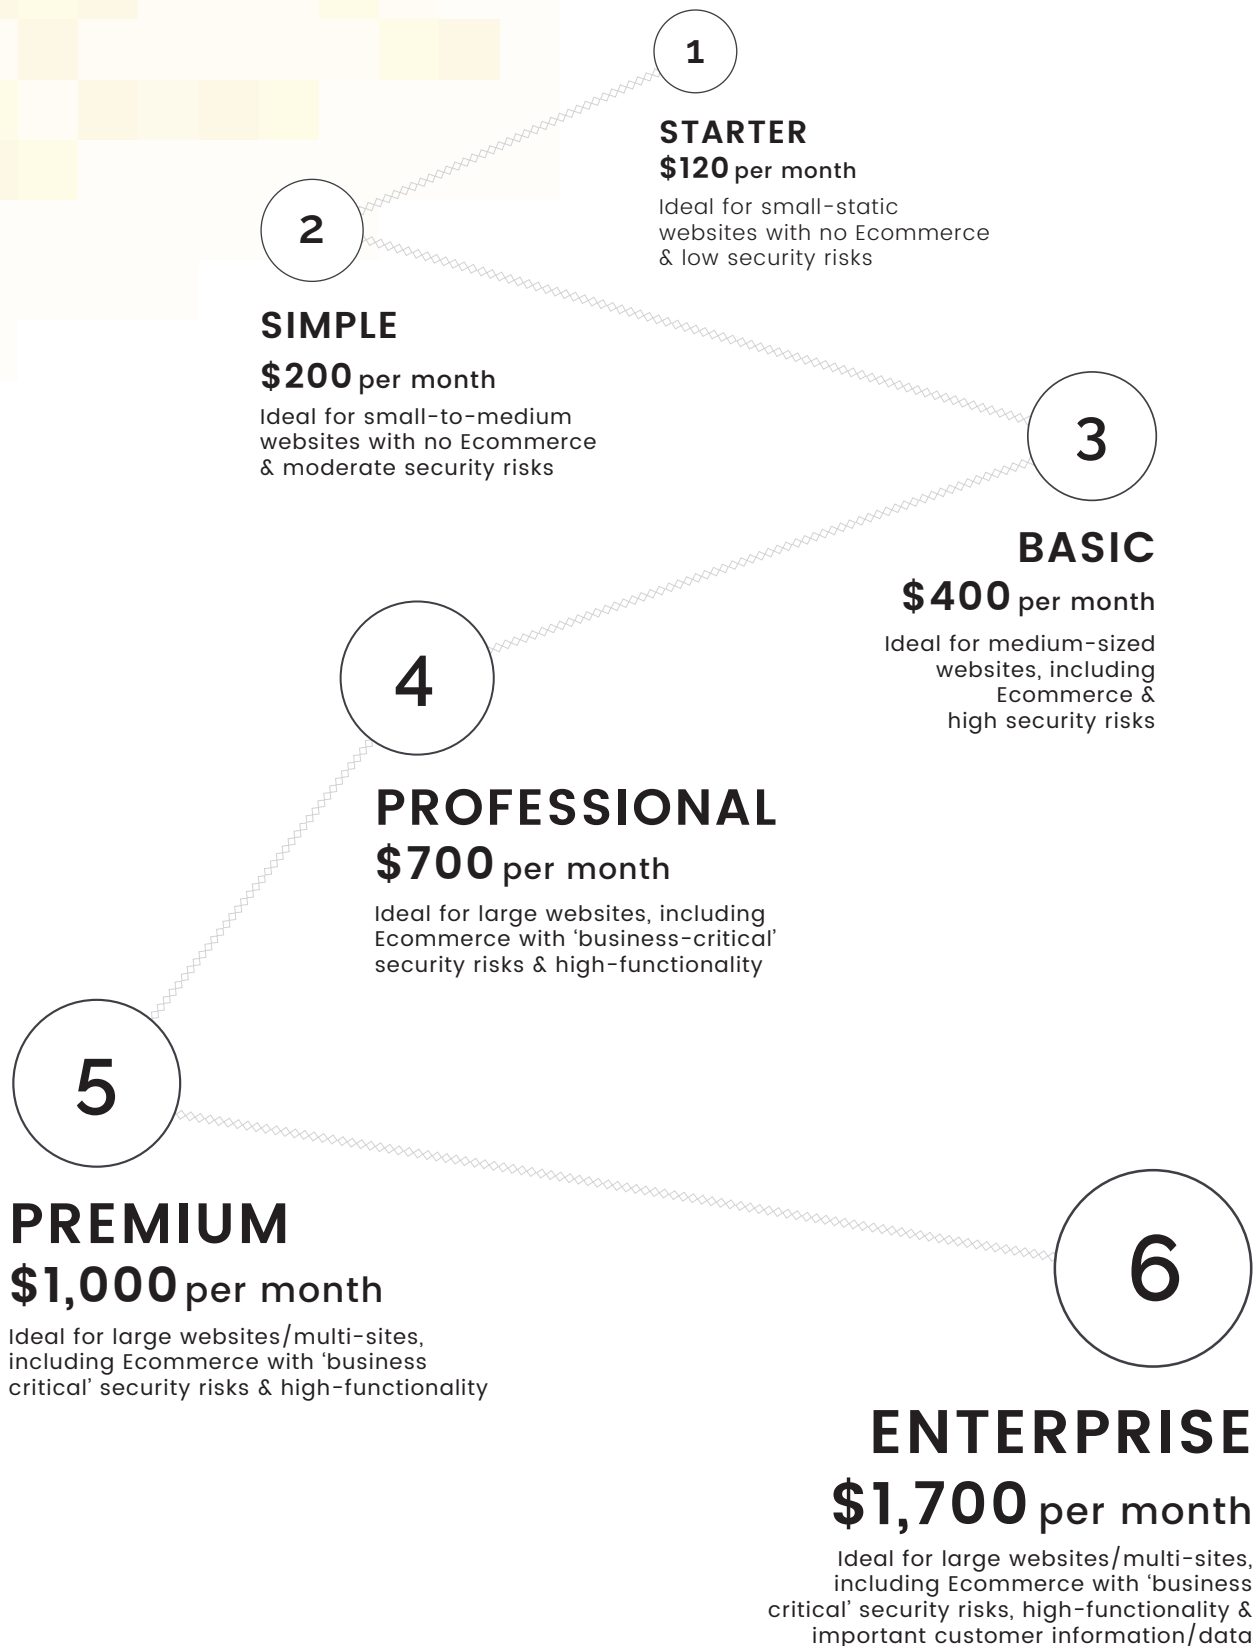 1
STARTER
$120 per month
Ideal for small-static
websites with no Ecommerce
& low security risks
2
SIMPLE
$200 per month
Ideal for small-to-medium
websites with no Ecommerce
& moderate security risks
3
BASIC
$400 per month
Ideal for medium-sized
websites, including
Ecommerce &
high security risks
4
PROFESSIONAL
$700 per month
Ideal for large websites, including
Ecommerce with ‘business-critical’
security risks & high-functionality
5
PREMIUM
$1,000 per month
Ideal for large websites/multi-sites,
including Ecommerce with ‘business
critical’ security risks & high-functionality
6
ENTERPRISE
$1,700 per month
Ideal for large websites/multi-sites,
including Ecommerce with ‘business
critical’ security risks, high-functionality &
important customer information/data